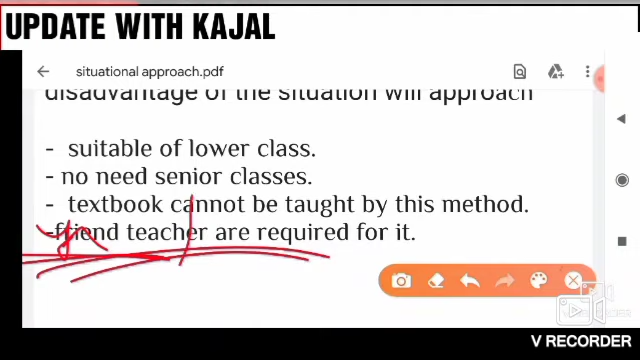 UPDATE WITH KAJAL
situational approach.pdf
disadvantage of the situation will approach
- suitable of lower class.
- no need senior classes.
- textbook cannot be taught by this method.
-friend teacher are required for it.
V RECORDER